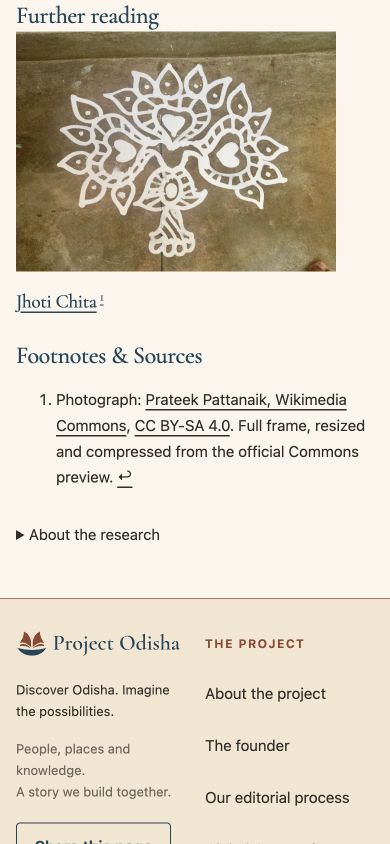 Further reading
Jhoti Chita 1
Footnotes & Sources
1. Photograph: Prateek Pattanaik, Wikimedia
Commons, CC BY-SA 4.0. Full frame, resized
and compressed from the official Commons
preview. ↩
▶ About the research
Project Odisha
Discover Odisha. Imagine
the possibilities.
People, places and
knowledge.
A story we build together.
THE PROJECT
About the project
The founder
Our editorial process